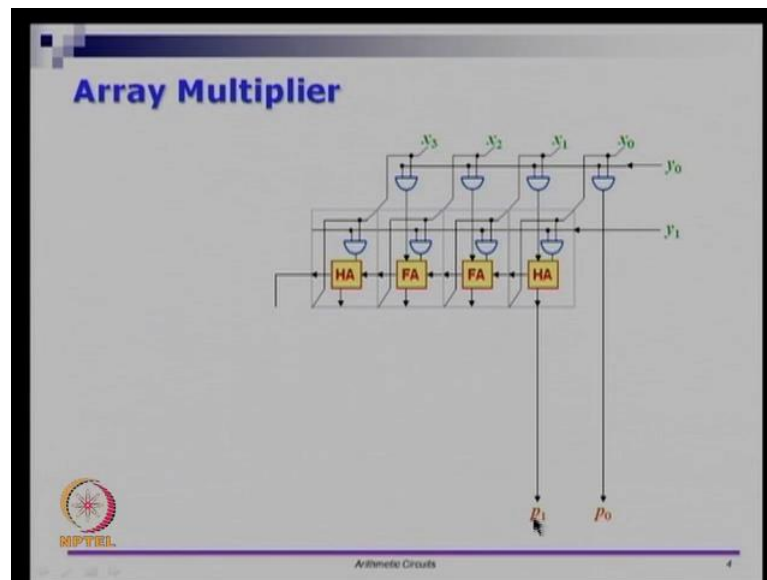 Array Multiplier
x₃ x₂ x₁ x₀
y₀
y₁
HA FA FA HA
p₁ p₀
NPTEL
Arithmetic Circuits 4